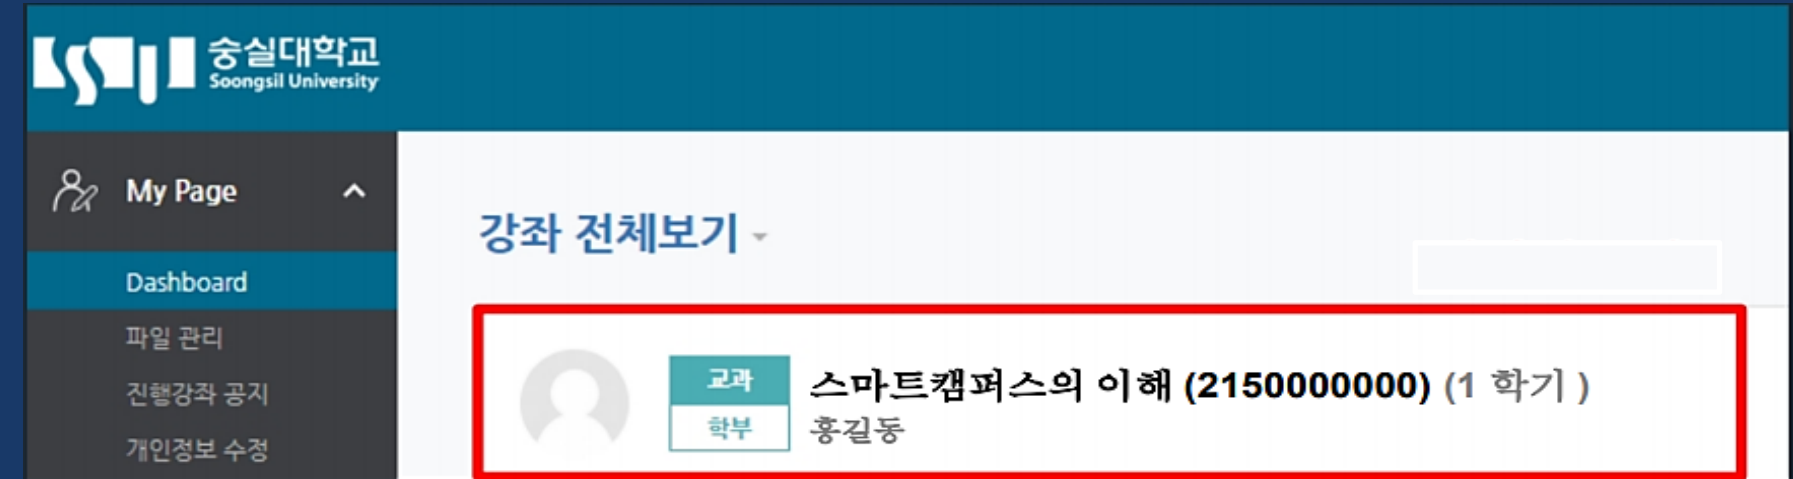 숭실대학교
Soongsil University
My Page
Dashboard
파일 관리
진행강좌 공지
개인정보 수정
강좌 전체보기
교과
학부
스마트캠퍼스의 이해 (2150000000) (1 학기 )
홍길동